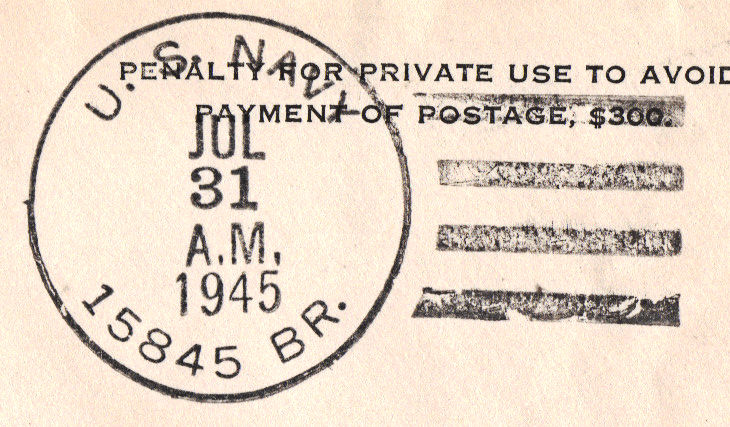 U.S. NAVY
PENALTY FOR PRIVATE USE TO AVOID
PAYMENT OF POSTAGE, $300.
JUL
31
A.M.
1945
15845 BR.